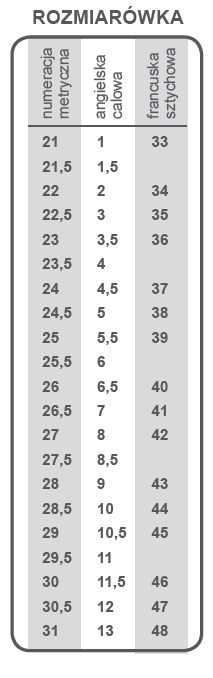 ROZMIARÓWKA
numeracja metryczna
angielska calowa
francuska sztychowa
21 1 33
21,5 1,5
22 2 34
22,5 3 35
23 3,5 36
23,5 4
24 4,5 37
24,5 5 38
25 5,5 39
25,5 6
26 6,5 40
26,5 7 41
27 8 42
27,5 8,5
28 9 43
28,5 10 44
29 10,5 45
29,5 11
30 11,5 46
30,5 12 47
31 13 48